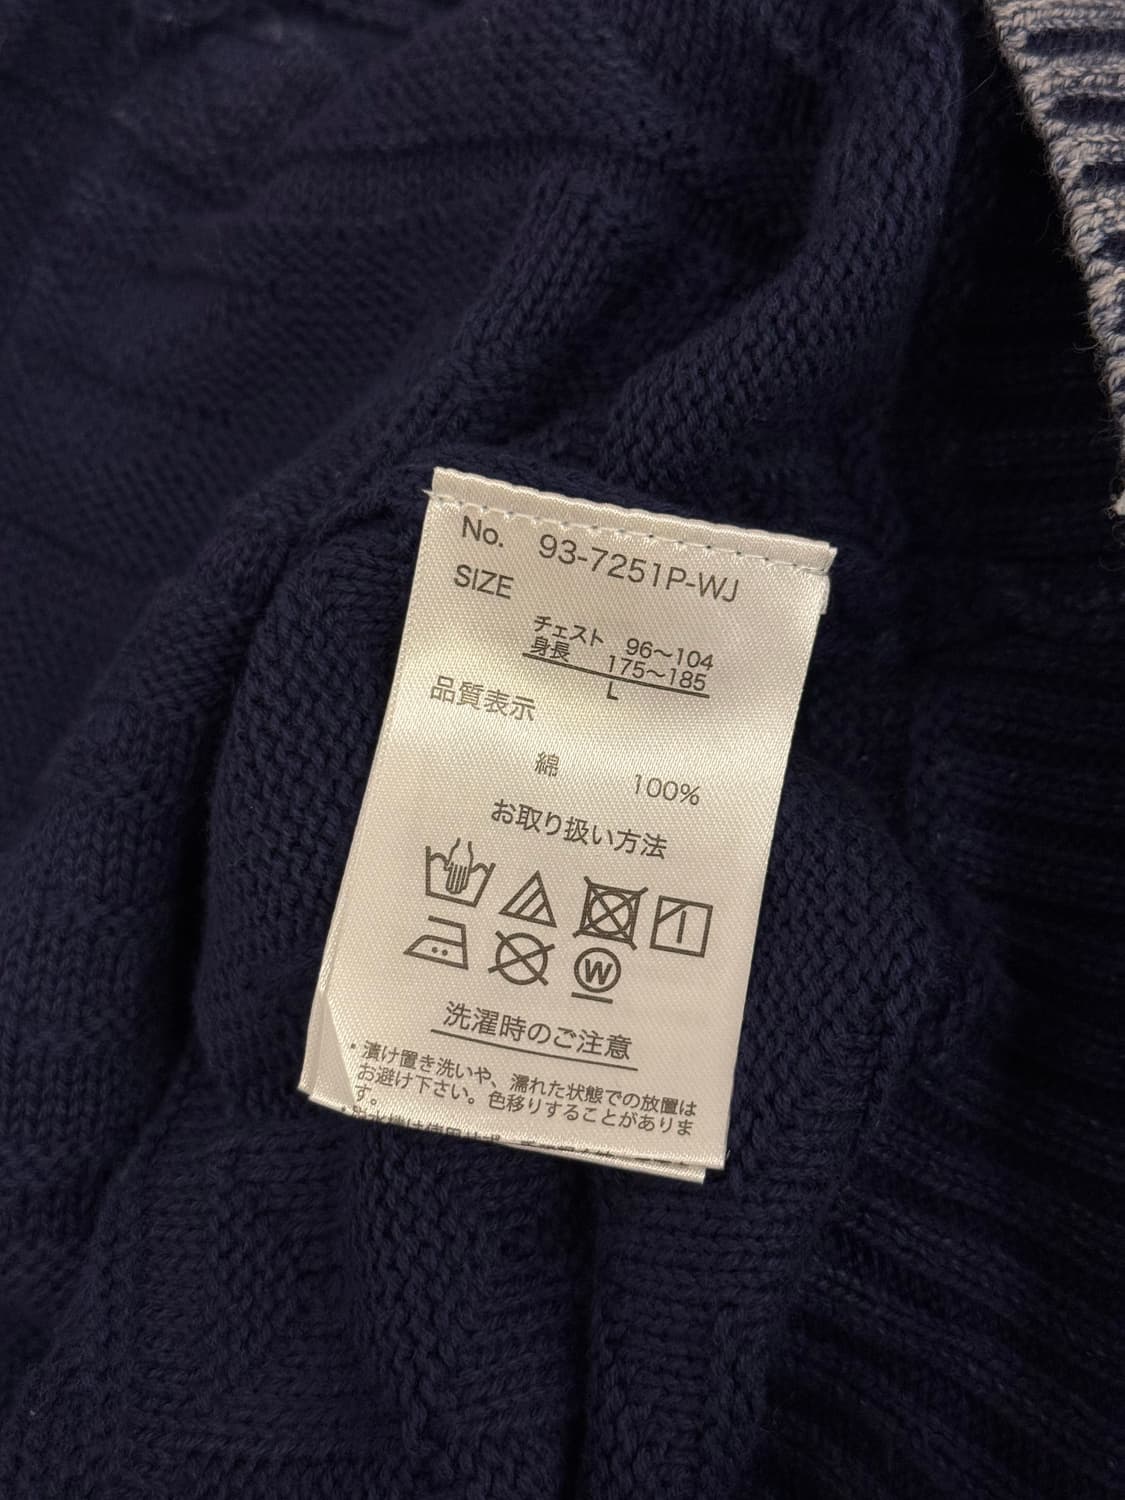 No. 93-7251P-WJ
SIZE
チェスト 96〜104
身長 175〜185
L
品質表示
綿 100%
お取り扱い方法
W
洗濯時のご注意
・漬け置き洗いや、濡れた状態での放置は
お避け下さい。色移りすることがありま
す。